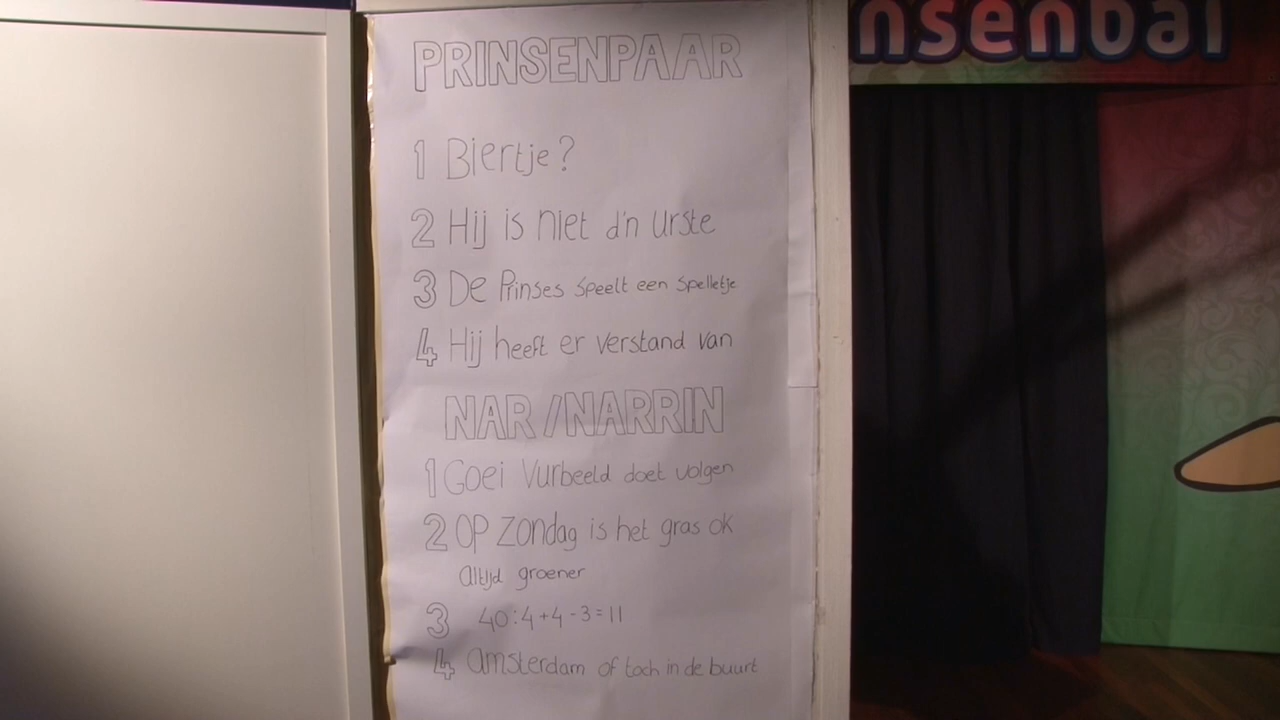 PRINSENPAAR
1 Biertje?
2 Hij is niet d'n urste
3 De Prinses speelt een spelletje
4 Hij heeft er verstand van
NAR / NARRIN
1 Goei vurbeeld doet volgen
2 OP zondag is het gras ok
altijd groener
3 40:4+4-3=11
4 amsterdam of toch in de buurt
nsenbal